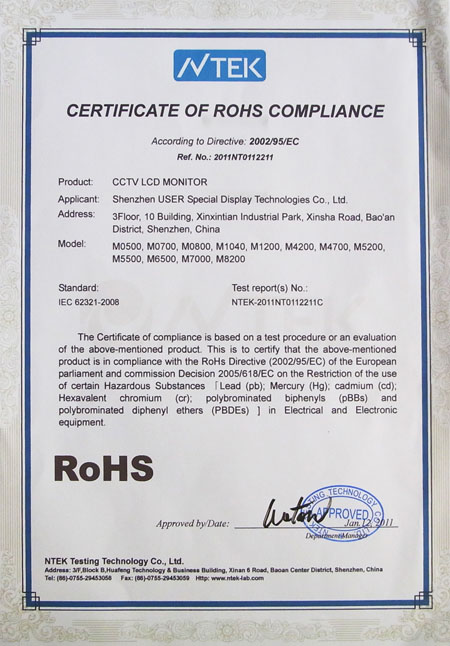 NTEK
CERTIFICATE OF ROHS COMPLIANCE
According to Directive: 2002/95/EC
Ref. No.: 2011NT0112211
Product: CCTV LCD MONITOR
Applicant: Shenzhen USER Special Display Technologies Co., Ltd.
Address: 3Floor, 10 Building, Xinxintian Industrial Park, Xinsha Road, Bao'an
District, Shenzhen, China
Model: M0500, M0700, M0800, M1040, M1200, M4200, M4700, M5200,
M5500, M6500, M7000, M8200
Standard: Test report(s) No.:
IEC 62321-2008 NTEK-2011NT0112211C
The Certificate of compliance is based on a test procedure or an evaluation
of the above-mentioned product. This is to certify that the above-mentioned
product is in compliance with the RoHs Directive (2002/95/EC) of the European
parliament and commission Decision 2005/618/EC on the Restriction of the use
of certain Hazardous Substances「Lead (pb); Mercury (Hg); cadmium (cd);
Hexavalent chromium (cr); polybrominated biphenyls (pBBs) and
polybrominated diphenyl ethers (PBDEs) ] in Electrical and Electronic
equipment.
RoHS
APPROVED
Approved by/Date: Jan.12,2011
Department Manager
NTEK Testing Technology Co., Ltd.
Address: 3/F,Block B,Huafeng Technology & Business Building, Xinan 6 Road, Baoan Center District, Shenzhen, China
Tel: (86)-0755-29453058 Fax: (86)-0755-29453059 Http: www.ntek-lab.com